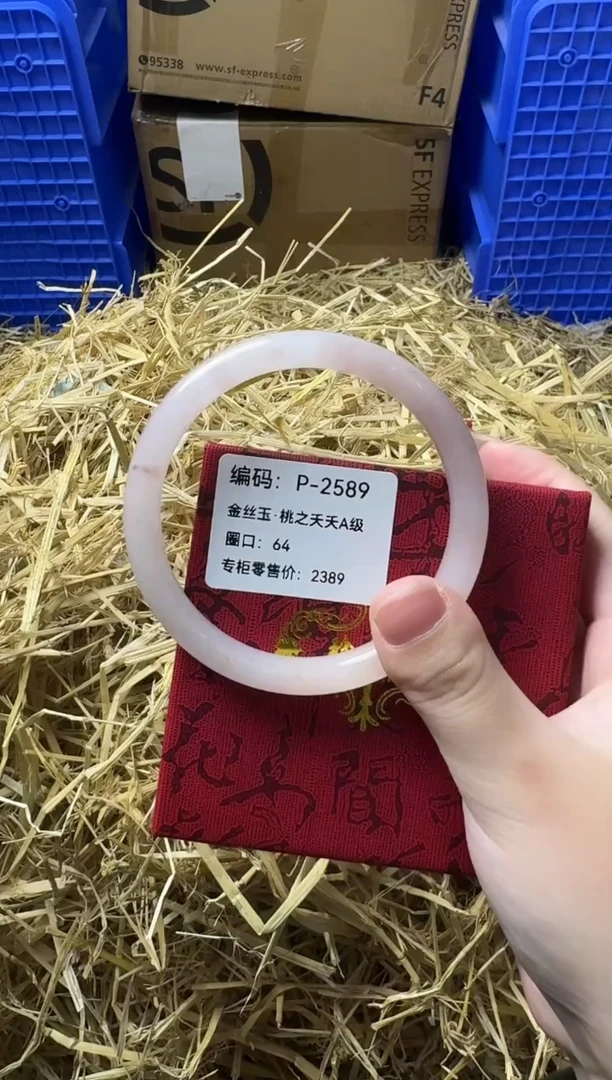 EXPRESS
95338 www.sf-express.com
F4
SF
SF EXPRESS
编码：P-2589
金丝玉·桃之夭夭A级
圈口：64
专柜零售价：2389